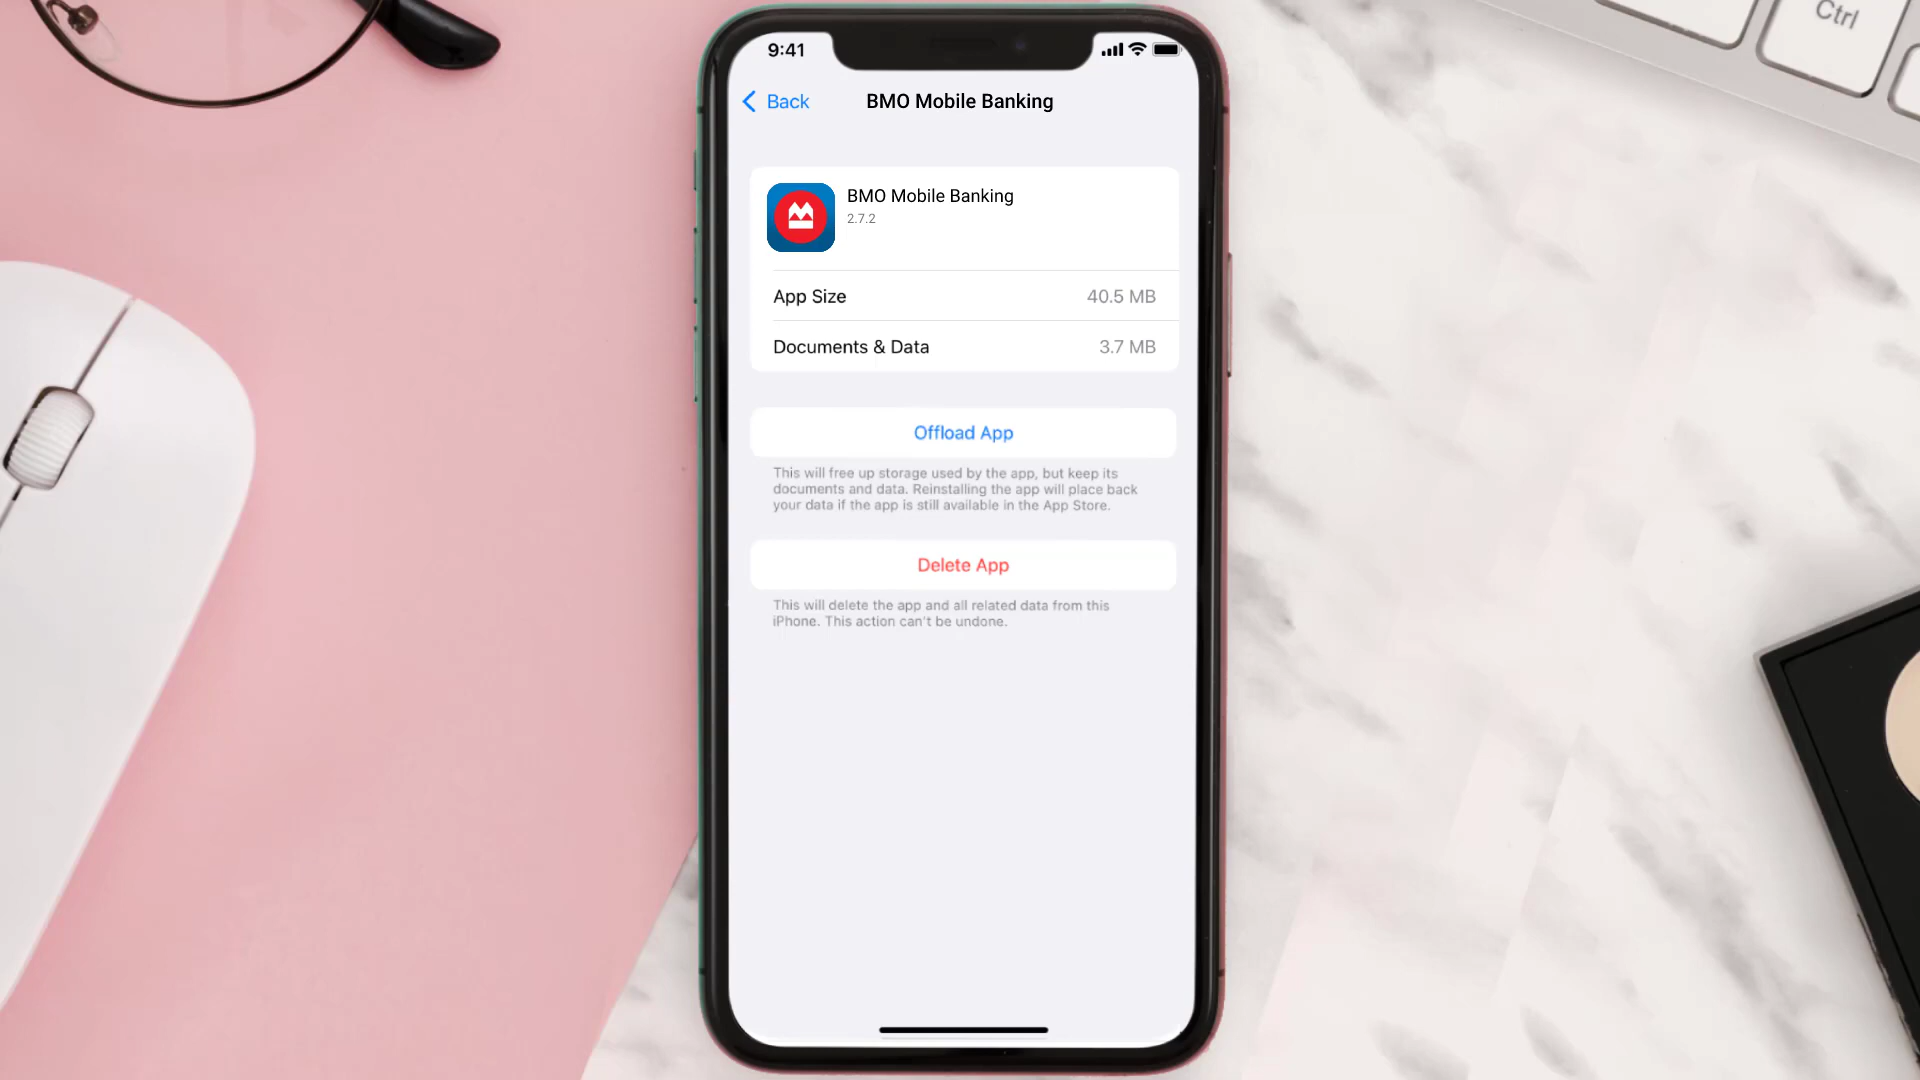 Ctrl
9:41
Back
BMO Mobile Banking
BMO Mobile Banking
2.7.2
App Size 40.5 MB
Documents & Data 3.7 MB
Offload App
This will free up storage used by the app, but keep its
documents and data. Reinstalling the app will place back
your data if the app is still available in the App Store.
Delete App
This will delete the app and all related data from this
iPhone. This action can't be undone.